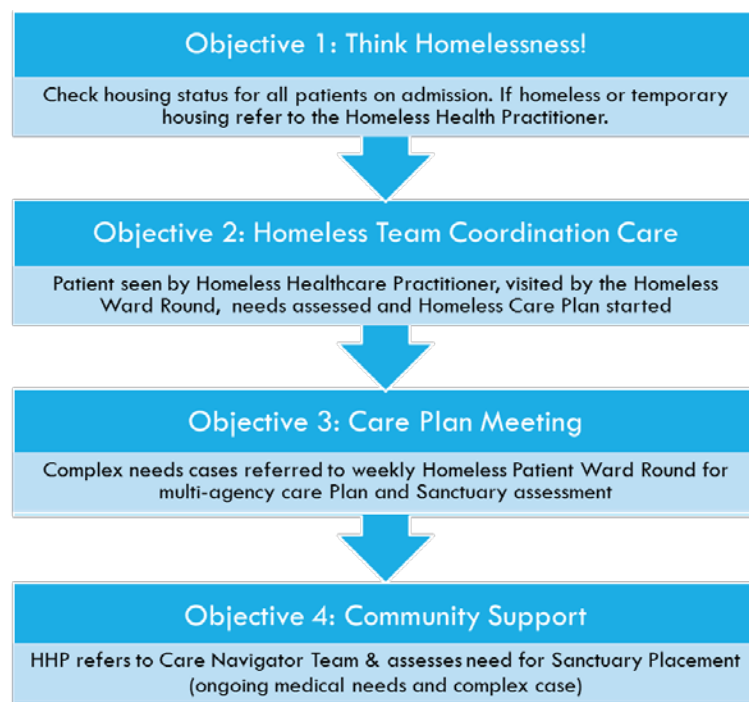 Objective 1: Think Homelessness!
Check housing status for all patients on admission. If homeless or temporary
housing refer to the Homeless Health Practitioner.
Objective 2: Homeless Team Coordination Care
Patient seen by Homeless Healthcare Practitioner, visited by the Homeless
Ward Round, needs assessed and Homeless Care Plan started
Objective 3: Care Plan Meeting
Complex needs cases referred to weekly Homeless Patient Ward Round for
multi-agency care Plan and Sanctuary assessment
Objective 4: Community Support
HHP refers to Care Navigator Team & assesses need for Sanctuary Placement
(ongoing medical needs and complex case)